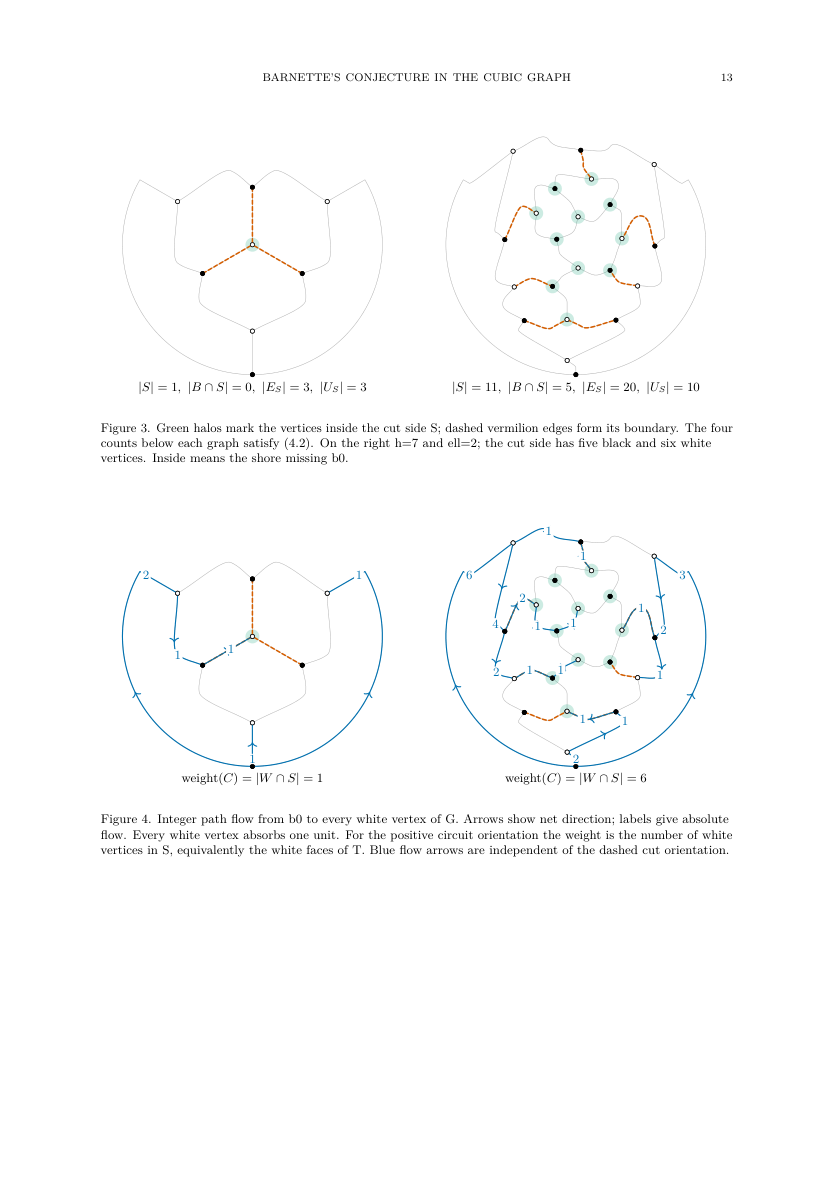 BARNETTE'S CONJECTURE IN THE CUBIC GRAPH 13
|S| = 1, |B ∩ S| = 0, |E_S| = 3, |U_S| = 3
|S| = 11, |B ∩ S| = 5, |E_S| = 20, |U_S| = 10
Figure 3. Green halos mark the vertices inside the cut side S; dashed vermilion edges form its boundary. The four
counts below each graph satisfy (4.2). On the right h=7 and ell=2; the cut side has five black and six white
vertices. Inside means the shore missing b0.
2 1
1 1
1
weight(C) = |W ∩ S| = 1
1
1
6 3
2 1
4 1 1 2
2 1 1 1
1 1
2
weight(C) = |W ∩ S| = 6
Figure 4. Integer path flow from b0 to every white vertex of G. Arrows show net direction; labels give absolute
flow. Every white vertex absorbs one unit. For the positive circuit orientation the weight is the number of white
vertices in S, equivalently the white faces of T. Blue flow arrows are independent of the dashed cut orientation.